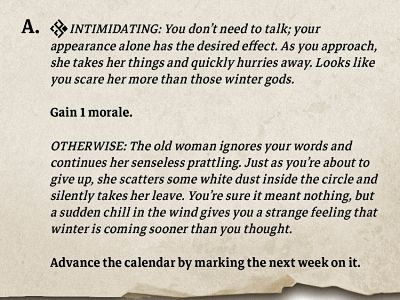 A. INTIMIDATING: You don't need to talk; your
appearance alone has the desired effect. As you approach,
she takes her things and quickly hurries away. Looks like
you scare her more than those winter gods.
Gain 1 morale.
OTHERWISE: The old woman ignores your words and
continues her senseless prattling. Just as you're about to
give up, she scatters some white dust inside the circle and
silently takes her leave. You're sure it meant nothing, but
a sudden chill in the wind gives you a strange feeling that
winter is coming sooner than you thought.
Advance the calendar by marking the next week on it.